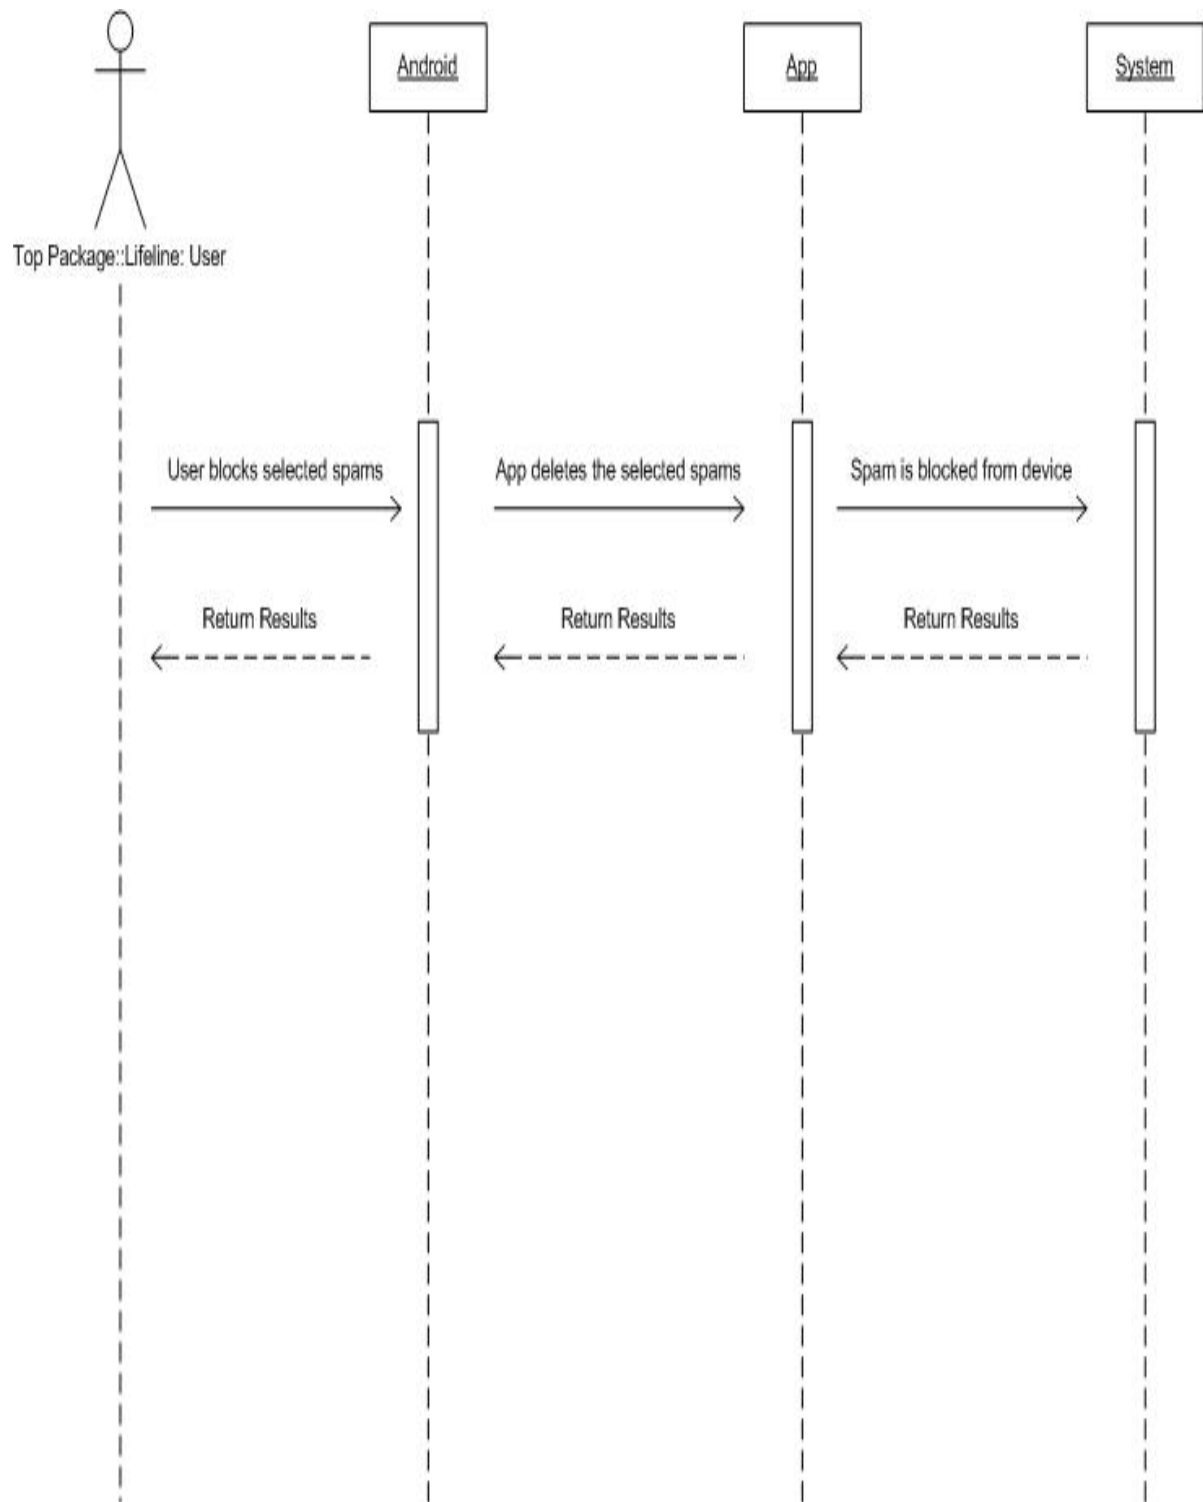 Android
App
System
Top Package::Lifeline: User
User blocks selected spams
App deletes the selected spams
Spam is blocked from device
Return Results
Return Results
Return Results